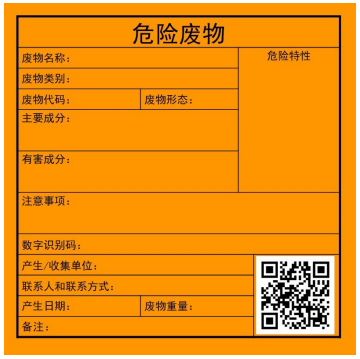 危险废物
废物名称：
危险特性
废物类别：
废物代码：
废物形态：
主要成分：
有害成分：
注意事项：
数字识别码：
产生/收集单位：
联系人和联系方式：
产生日期：
废物重量：
备注：